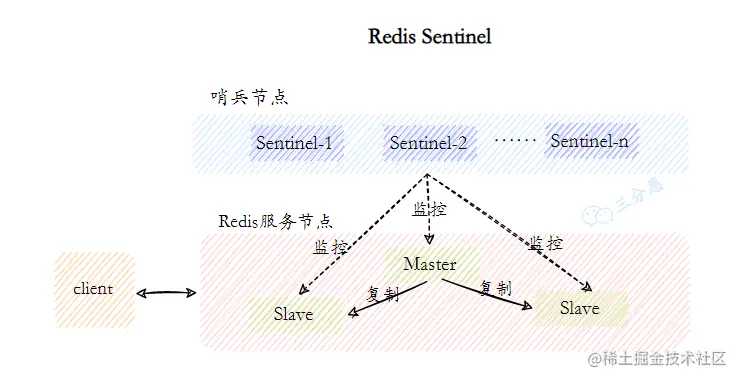 Redis Sentinel
哨兵节点
Sentinel-1
Sentinel-2
······
Sentinel-n
三分恶
Redis服务节点
监控
监控
监控
Master
client
复制
复制
Slave
Slave
@稀土掘金技术社区